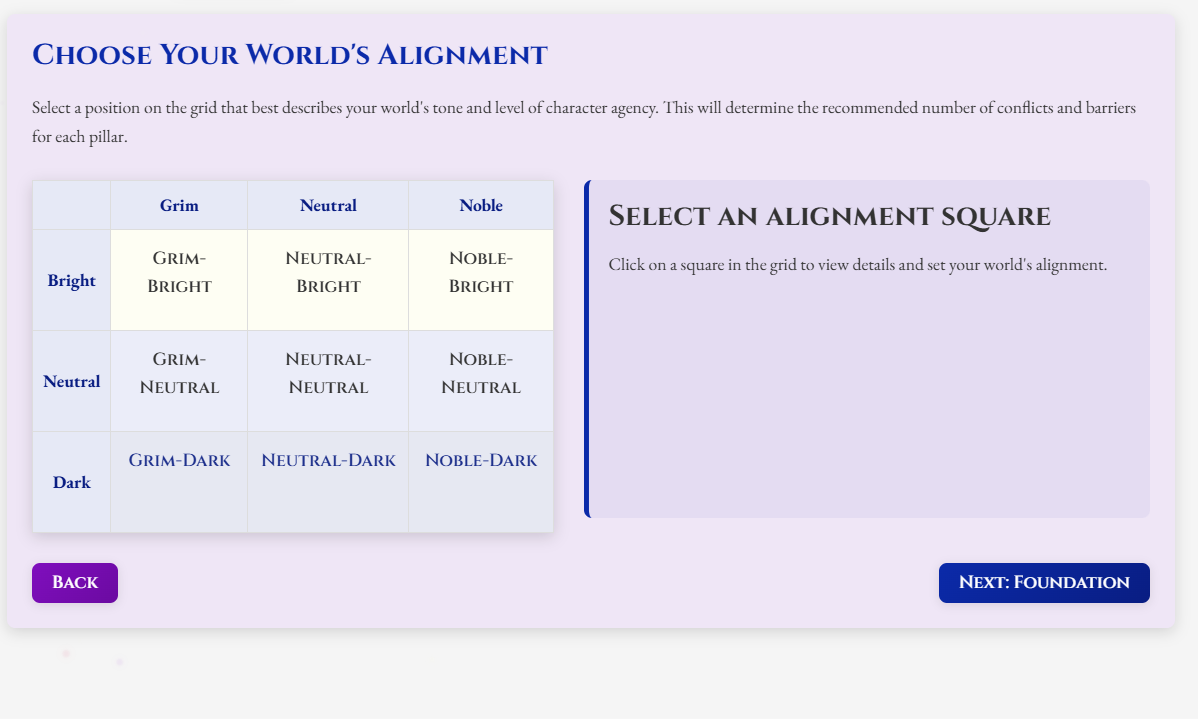 Choose Your World's Alignment
Select a position on the grid that best describes your world's tone and level of character agency. This will determine the recommended number of conflicts and barriers
for each pillar.
Grim Neutral Noble
Bright
Grim-
Bright
Neutral-
Bright
Noble-
Bright
Neutral
Grim-
Neutral
Neutral-
Neutral
Noble-
Neutral
Dark
Grim-Dark
Neutral-Dark
Noble-Dark
Select an alignment square
Click on a square in the grid to view details and set your world's alignment.
Back
Next: Foundation